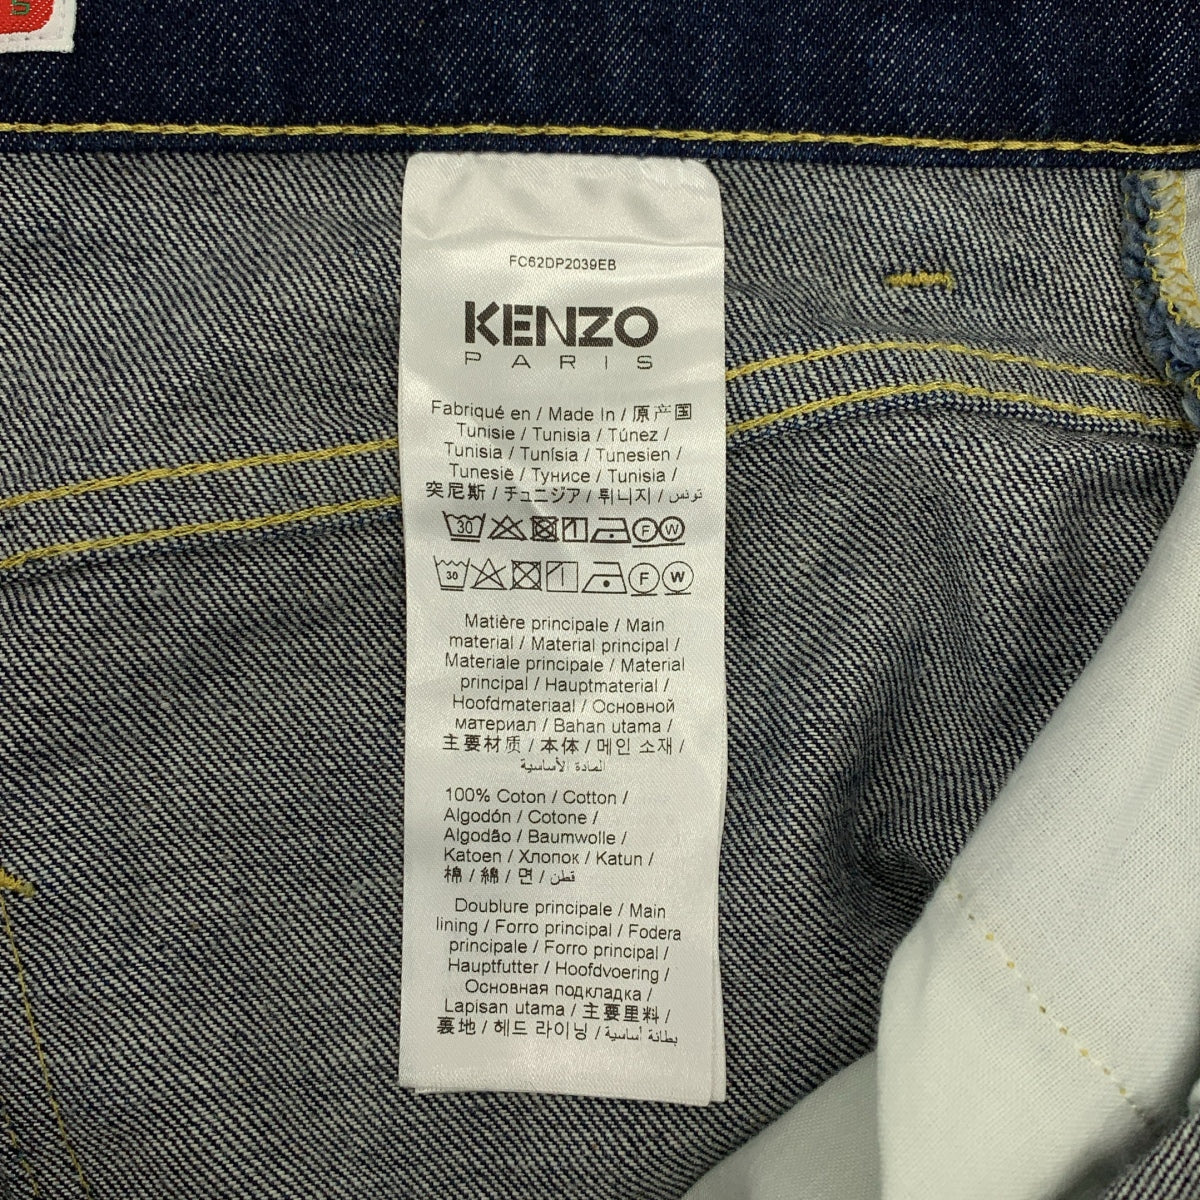 5
FC62DP2039EB
KENZO
PARIS
Fabriqué en / Made In / 原产国
Tunisie / Tunisia / Túnez /
Tunisia / Tunísia / Tunesien /
Tunesië / Тунисе / Tunisia /
突尼斯 / チュニジア / 튀니지 / تونس
30 F W
30 F W
Matière principale / Main
material / Material principal /
Materiale principale / Material
principal / Hauptmaterial /
Hoofdmateriaal / Основной
материал / Bahan utama /
主要材质 / 本体 / 메인 소재 /
المادة الأساسية
100% Coton / Cotton /
Algodón / Cotone /
Algodão / Baumwolle /
Katoen / Хлопок / Katun /
棉 / 綿 / 면 / قطن
Doublure principale / Main
lining / Forro principal / Fodera
principale / Forro principal /
Hauptfutter / Hoofdvoering /
Основная подкладка /
Lapisan utama / 主要里料 /
裏地 / 헤드 라이닝 / بطانة أساسية